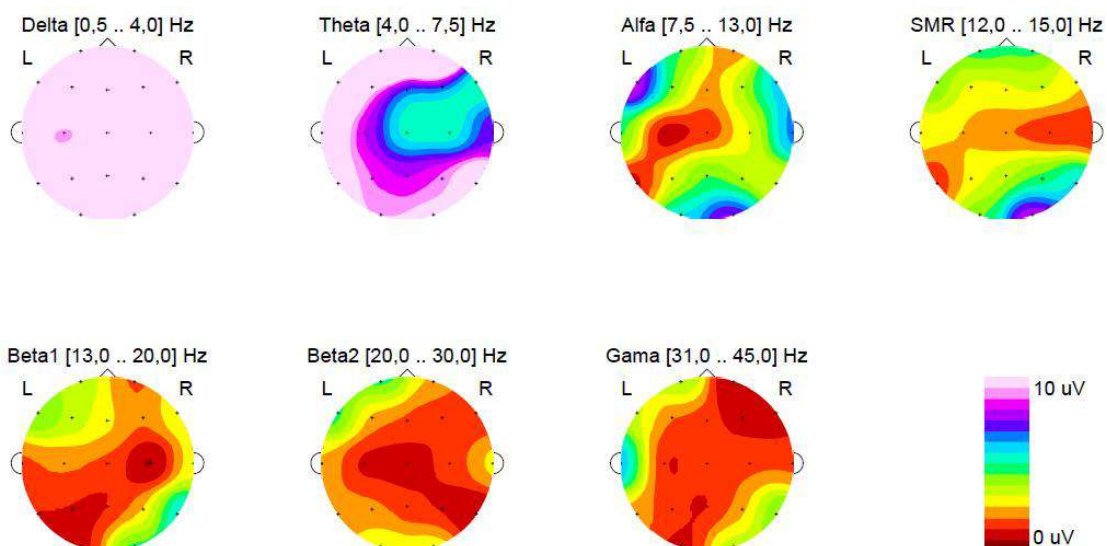 Delta [0,5 .. 4,0] Hz
L R
Theta [4,0 .. 7,5] Hz
L R
Alfa [7,5 .. 13,0] Hz
L R
SMR [12,0 .. 15,0] Hz
L R
Beta1 [13,0 .. 20,0] Hz
L R
Beta2 [20,0 .. 30,0] Hz
L R
Gama [31,0 .. 45,0] Hz
L R
10 uV
0 uV